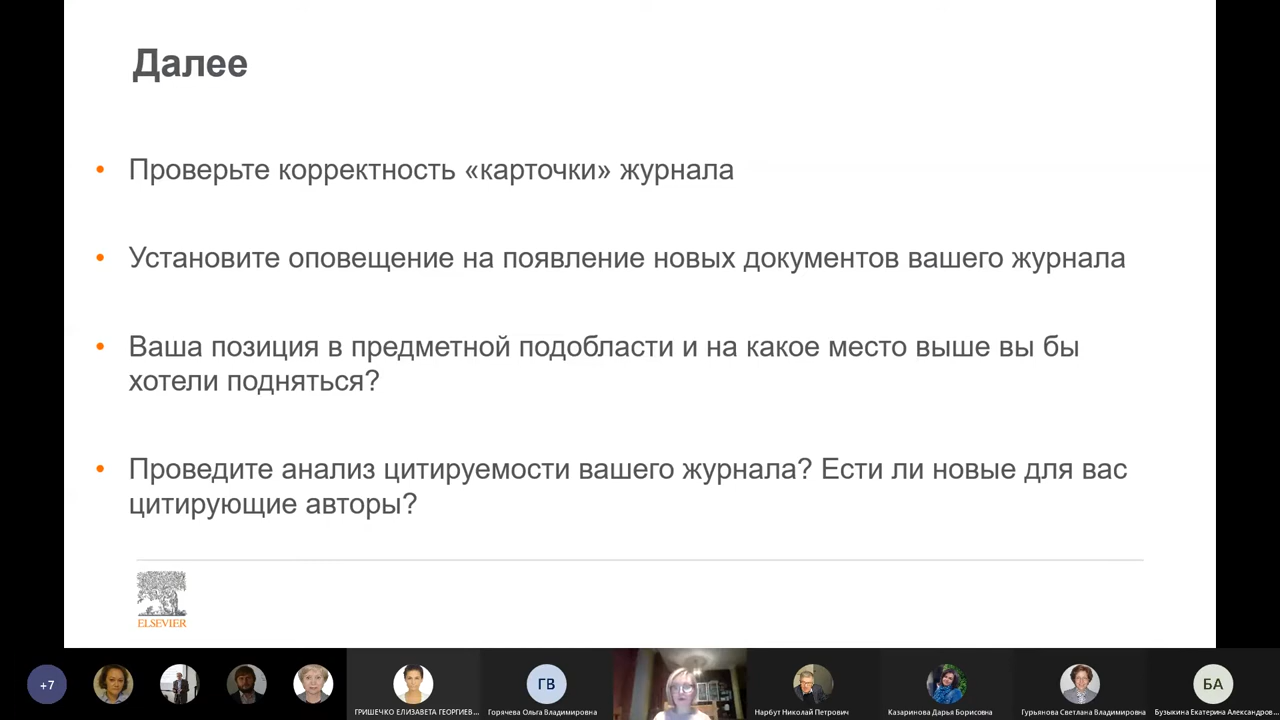 Далее
Проверьте корректность «карточки» журнала
Установите оповещение на появление новых документов вашего журнала
Ваша позиция в предметной подобласти и на какое место выше вы бы
хотели подняться?
Проведите анализ цитируемости вашего журнала? Ести ли новые для вас
цитирующие авторы?
ELSEVIER
+7
ГВ
БА
ГРИШЕЧКО ЕЛИЗАВЕТА ГЕОРГИЕВ...
Горячева Ольга Владимировна
Нарбут Николай Петрович
Казаринова Дарья Борисовна
Гурьянова Светлана Владимировна
Бузыкина Екатерина Александров...